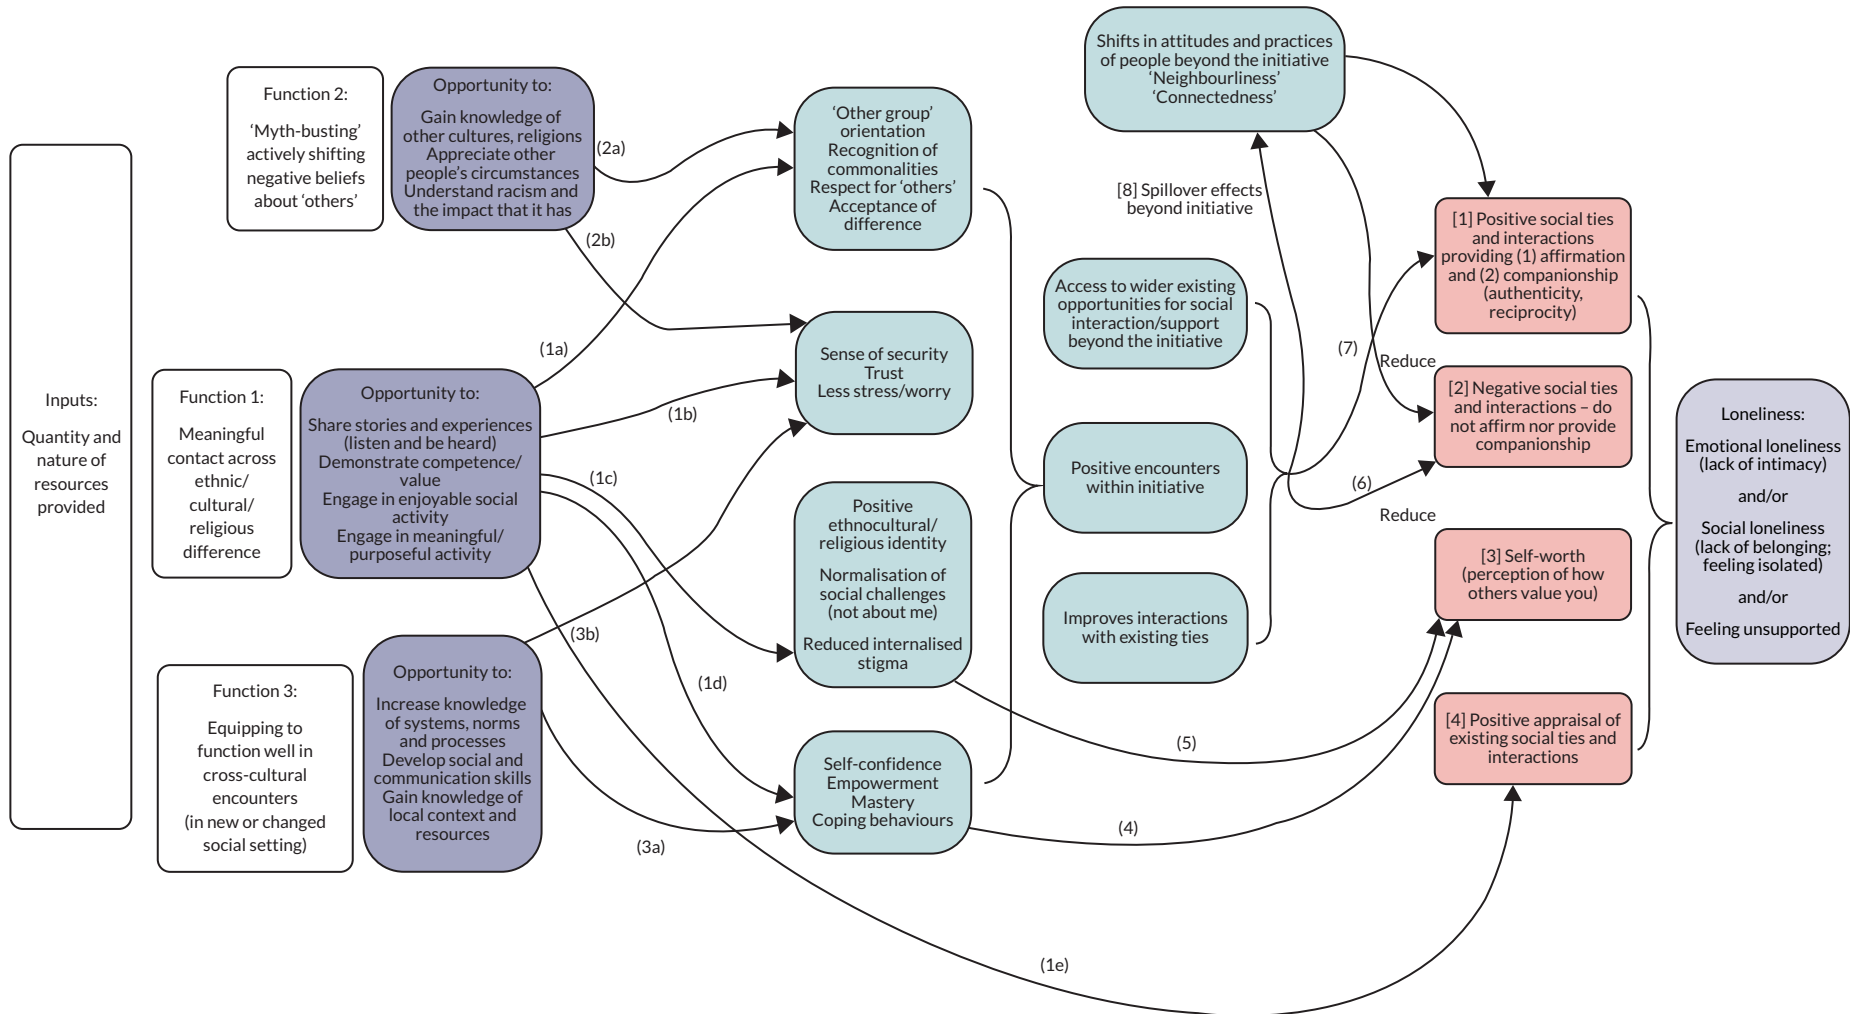 Inputs:
Quantity and
nature of
resources
provided
Function 2:
‘Myth-busting’
actively shifting
negative beliefs
about ‘others’
Opportunity to:
Gain knowledge of
other cultures, religions
Appreciate other
people’s circumstances
Understand racism and
the impact that it has
Function 1:
Meaningful
contact across
ethnic/
cultural/
religious
difference
Opportunity to:
Share stories and experiences
(listen and be heard)
Demonstrate competence/
value
Engage in enjoyable social
activity
Engage in meaningful/
purposeful activity
Function 3:
Equipping to
function well in
cross-cultural
encounters
(in new or changed
social setting)
Opportunity to:
Increase knowledge
of systems, norms
and processes
Develop social and
communication skills
Gain knowledge of
local context and
resources
(2a)
(2b)
(1a)
(1b)
(1c)
(3b)
(1d)
(3a)
(1e)
‘Other group’
orientation
Recognition of
commonalities
Respect for ‘others’
Acceptance of
difference
Sense of security
Trust
Less stress/worry
Positive
ethnocultural/
religious identity
Normalisation of
social challenges
(not about me)
Reduced internalised
stigma
Self-confidence
Empowerment
Mastery
Coping behaviours
Shifts in attitudes and practices
of people beyond the initiative
‘Neighbourliness’
‘Connectedness’
[8] Spillover effects
beyond initiative
Access to wider existing
opportunities for social
interaction/support
beyond the initiative
Positive encounters
within initiative
Improves interactions
with existing ties
(7)
Reduce
(6)
Reduce
(5)
(4)
[1] Positive social ties
and interactions
providing (1) affirmation
and (2) companionship
(authenticity,
reciprocity)
[2] Negative social ties
and interactions – do
not affirm nor provide
companionship
[3] Self-worth
(perception of how
others value you)
[4] Positive appraisal of
existing social ties and
interactions
Loneliness:
Emotional loneliness
(lack of intimacy)
and/or
Social loneliness
(lack of belonging;
feeling isolated)
and/or
Feeling unsupported